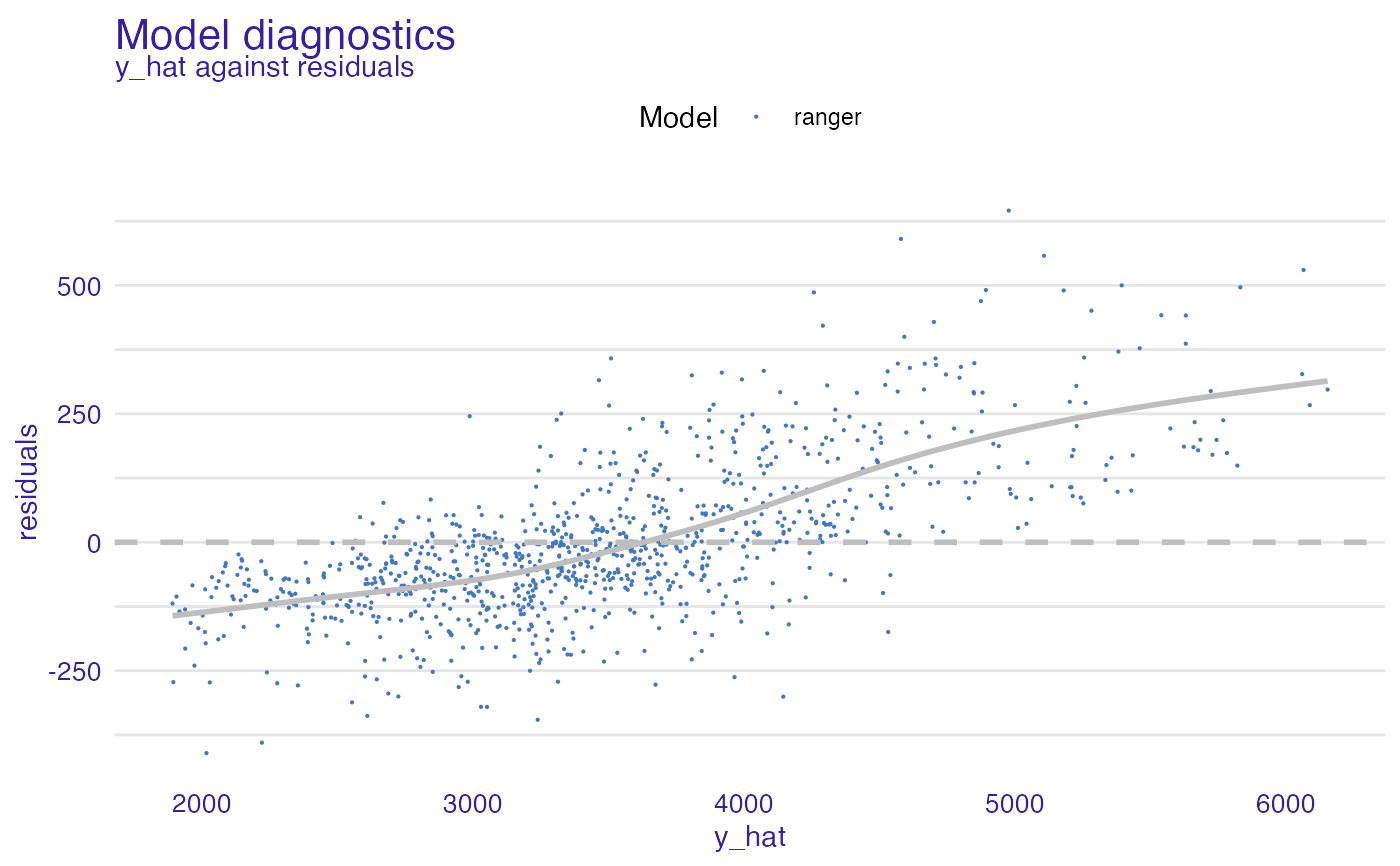 Model diagnostics
y_hat against residuals
Model ranger
500
250
0
-250
residuals
2000 3000 4000 5000 6000
y_hat